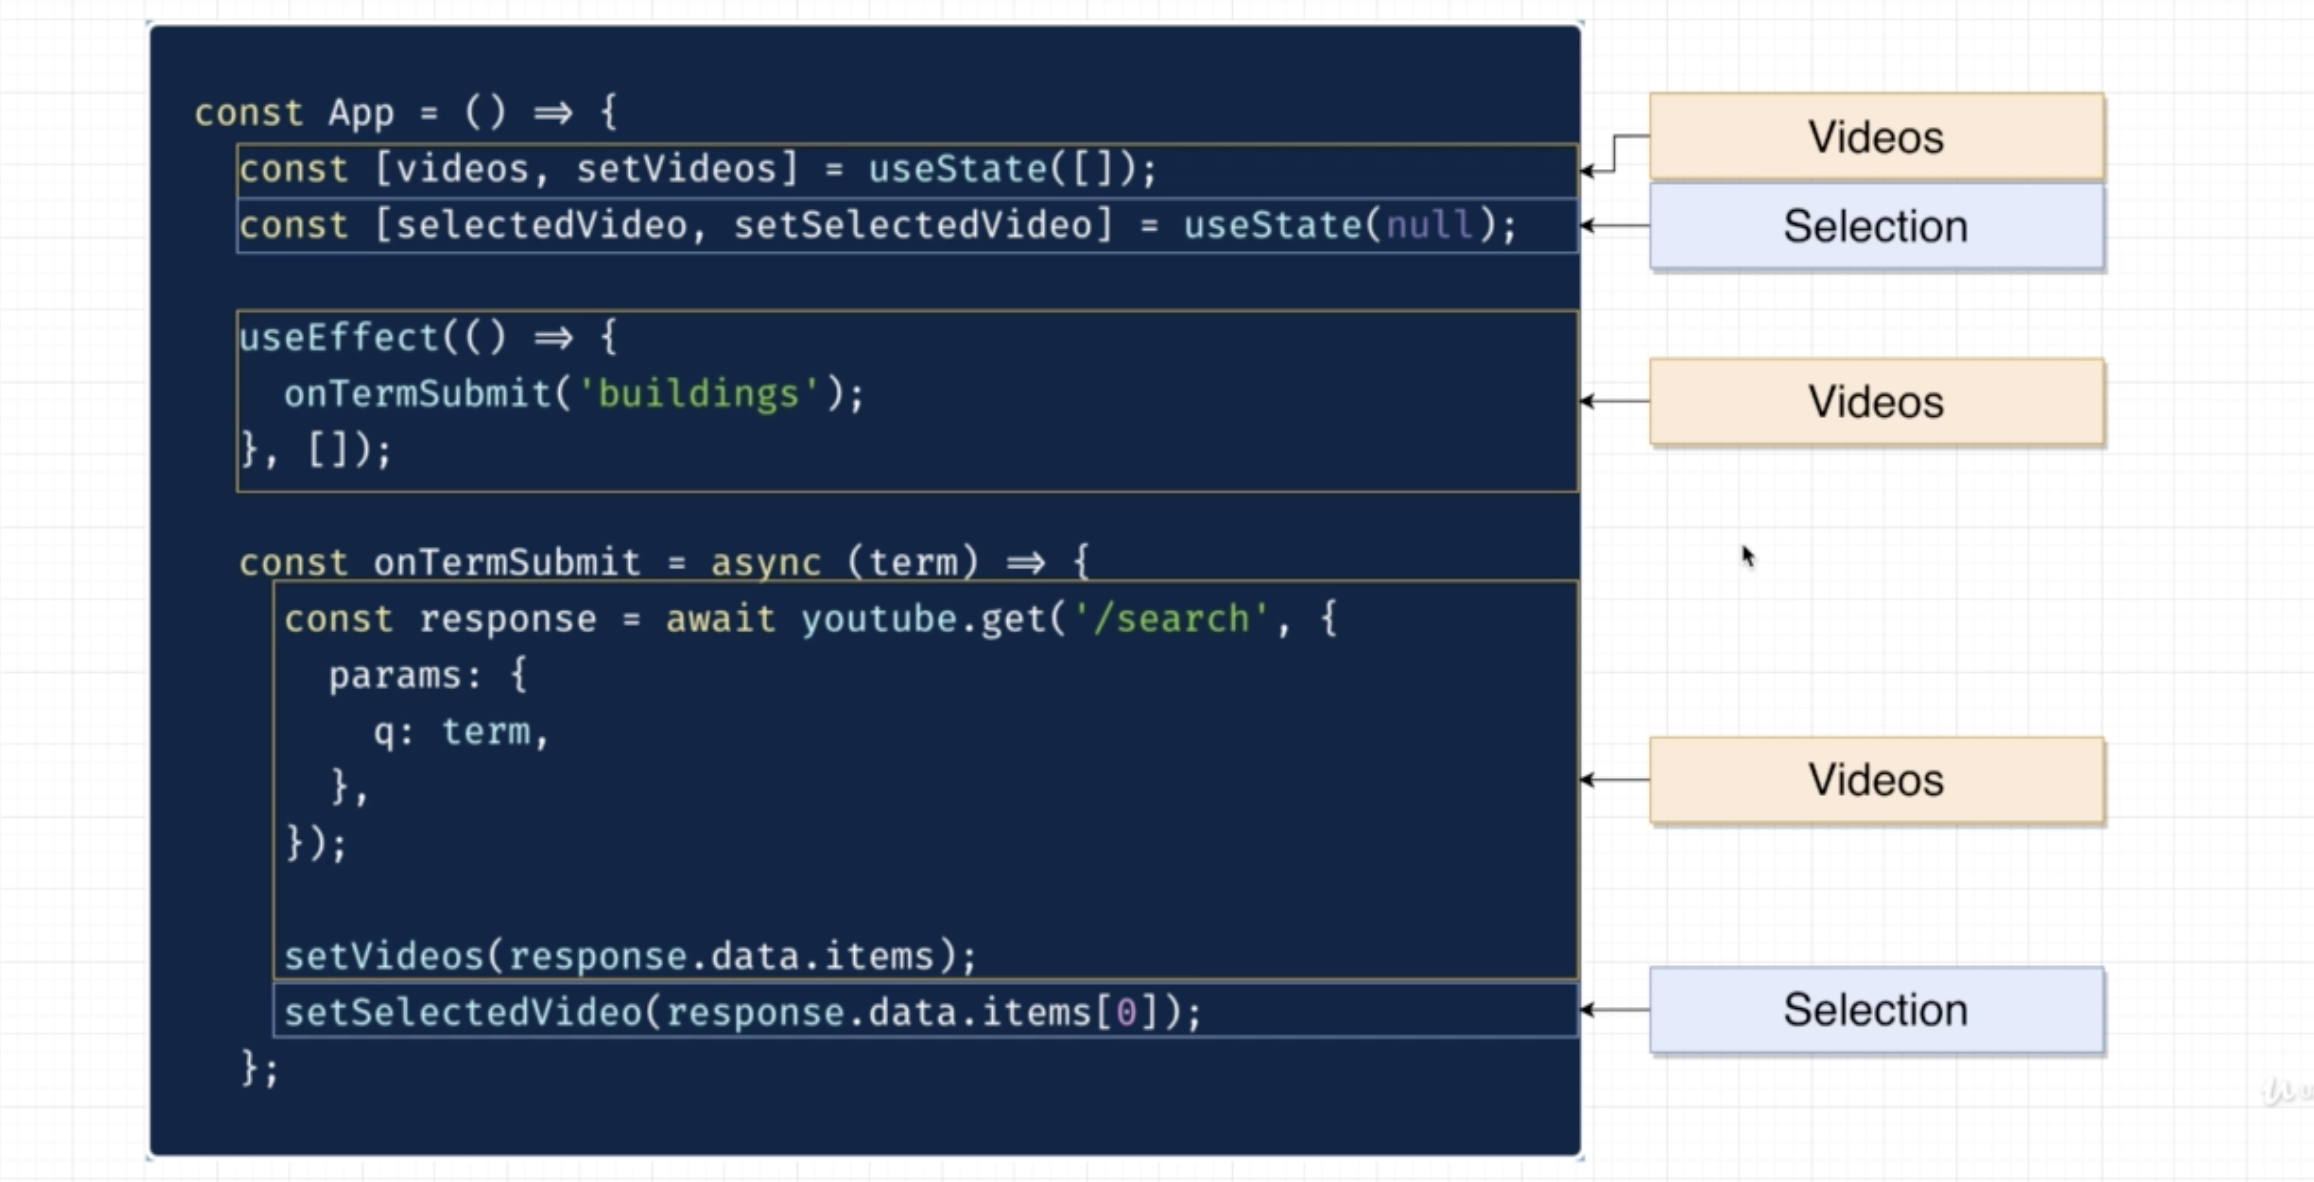 const App = () => {
const [videos, setVideos] = useState([]);
const [selectedVideo, setSelectedVideo] = useState(null);
useEffect(() => {
onTermSubmit('buildings');
}, []);
const onTermSubmit = async (term) => {
const response = await youtube.get('/search', {
params: {
q: term,
},
});
setVideos(response.data.items);
setSelectedVideo(response.data.items[0]);
};
Videos
Selection
Videos
Videos
Selection